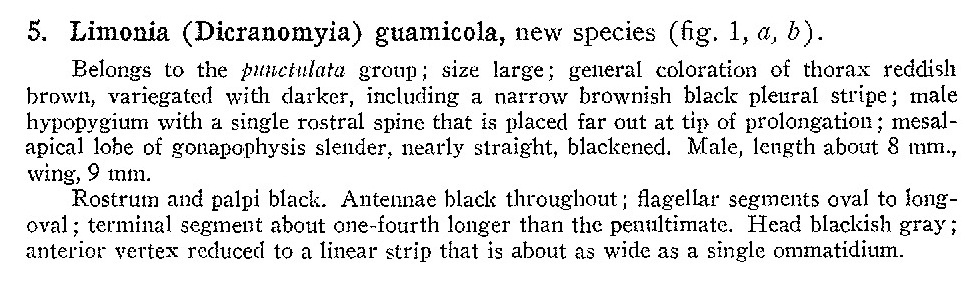 5. Limonia (Dicranomyia) guamicola, new species (fig. 1, a, b).
Belongs to the punctulata group; size large; general coloration of thorax reddish
brown, variegated with darker, including a narrow brownish black pleural stripe; male
hypopygium with a single rostral spine that is placed far out at tip of prolongation; mesal-
apical lobe of gonapophysis slender, nearly straight, blackened. Male, length about 8 mm.,
wing, 9 mm.
Rostrum and palpi black. Antennae black throughout; flagellar segments oval to long-
oval; terminal segment about one-fourth longer than the penultimate. Head blackish gray;
anterior vertex reduced to a linear strip that is about as wide as a single ommatidium.